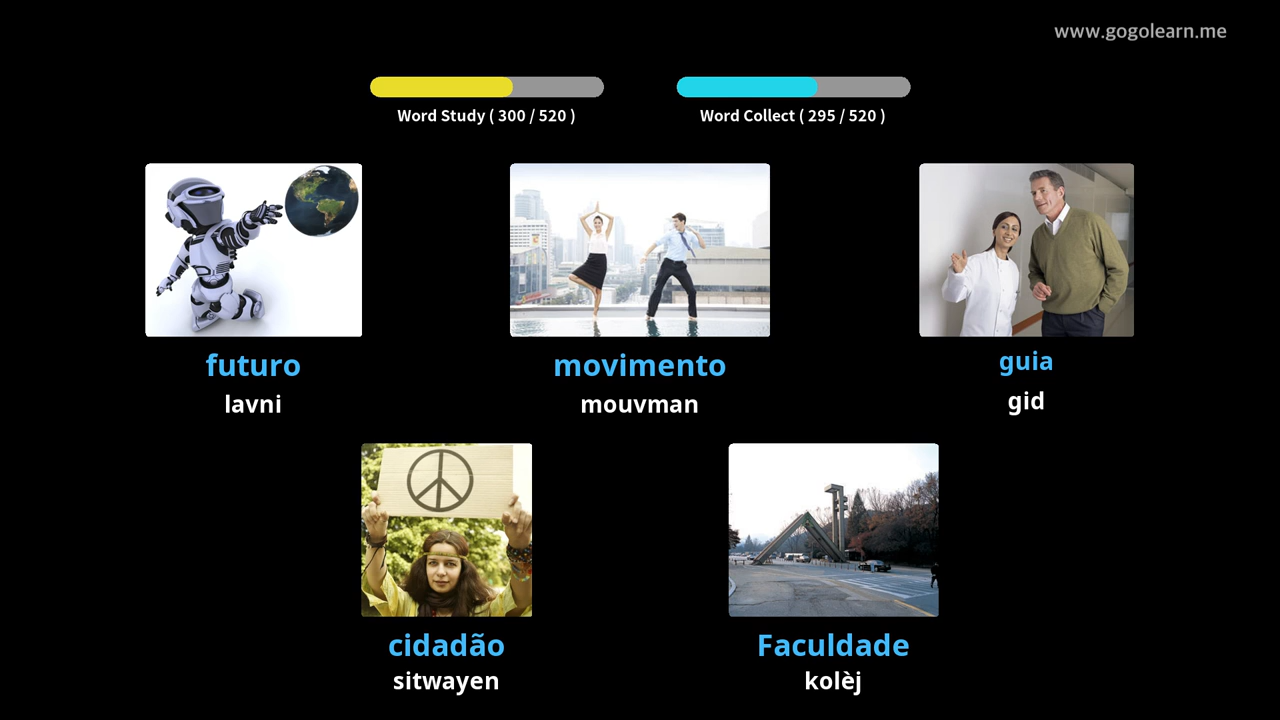 www.gogolearn.me
Word Study ( 300 / 520 )
Word Collect ( 295 / 520 )
futuro
lavni
movimento
mouvman
guia
gid
cidadão
sitwayen
Faculdade
kolèj